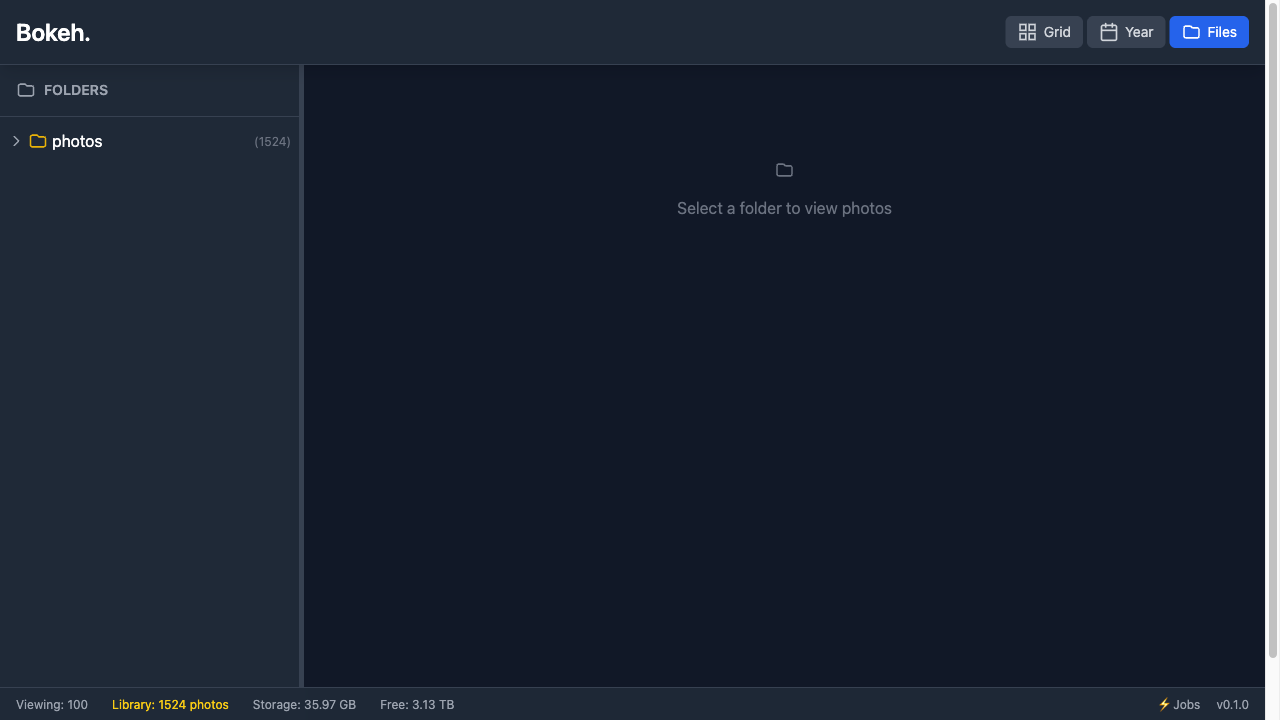 Bokeh.
Grid
Year
Files
FOLDERS
photos (1524)
Select a folder to view photos
Viewing: 100 Library: 1524 photos Storage: 35.97 GB Free: 3.13 TB ⚡Jobs v0.1.0